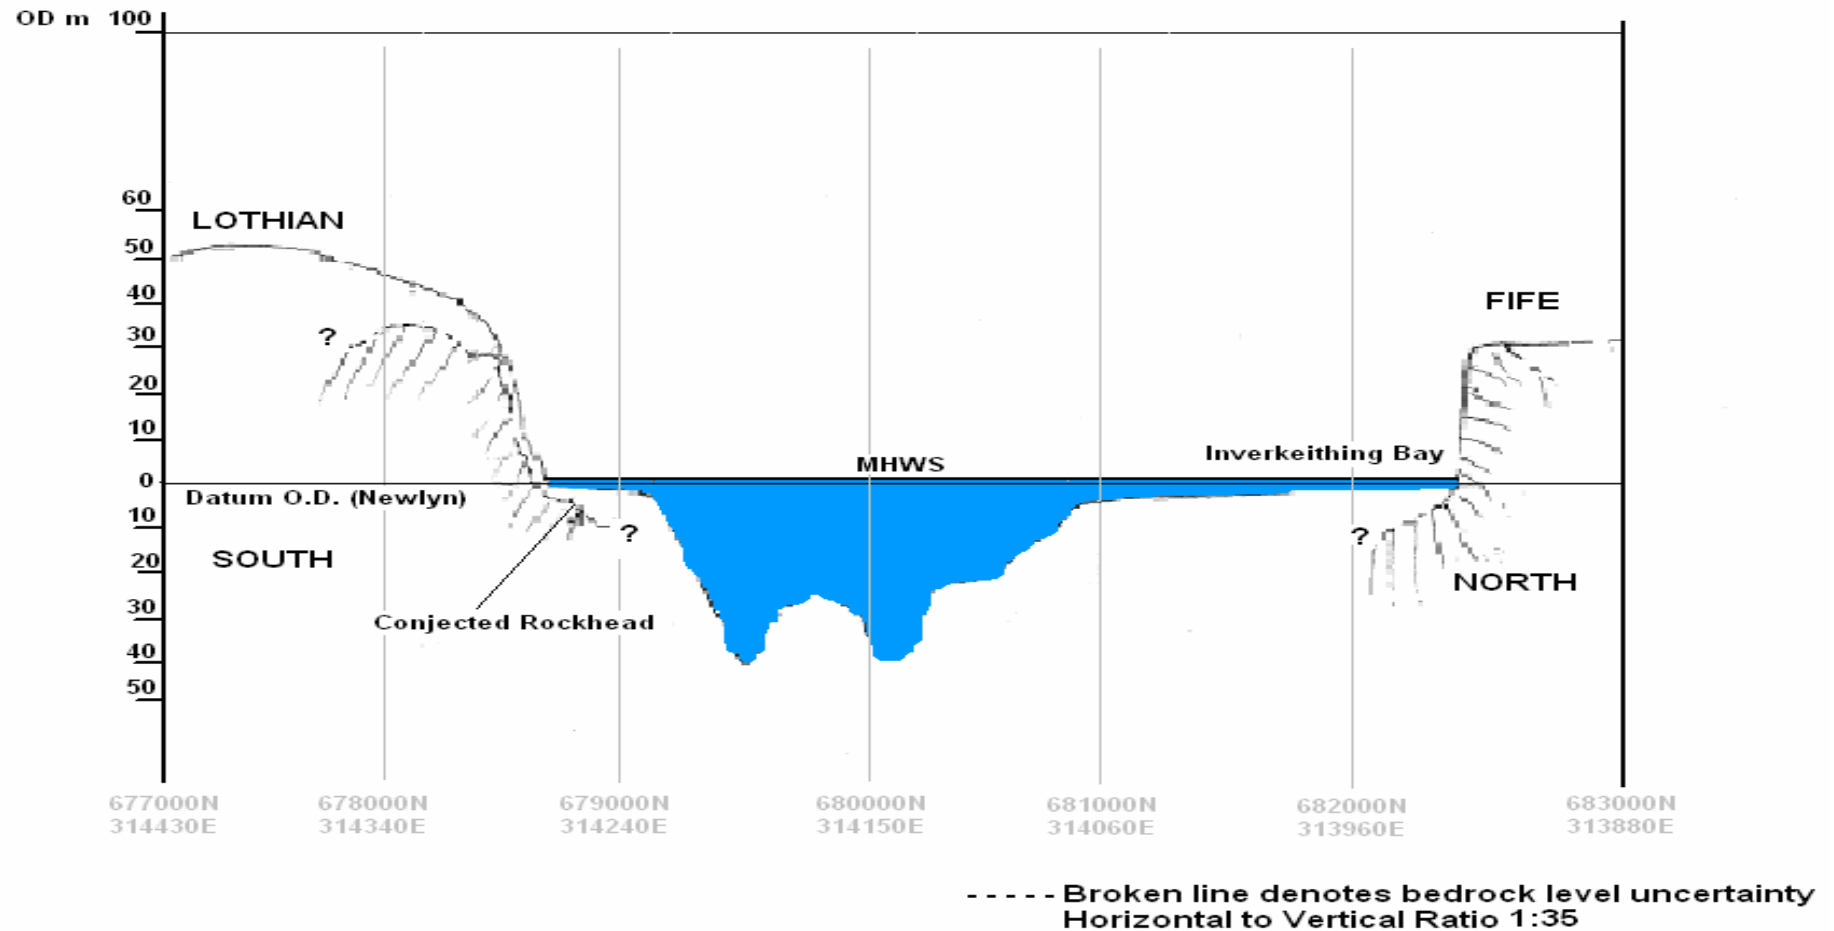 OD m 100
60
LOTHIAN
50
40
FIFE
30
?
20
10
Inverkeithing Bay
MHWS
0
Datum O.D. (Newlyn)
10
?
?
SOUTH
20
NORTH
30
Conjected Rockhead
40
50
677000N 678000N 679000N 680000N 681000N 682000N 683000N
314430E 314340E 314240E 314150E 314060E 313960E 313880E
- - - - - Broken line denotes bedrock level uncertainty
Horizontal to Vertical Ratio 1:35